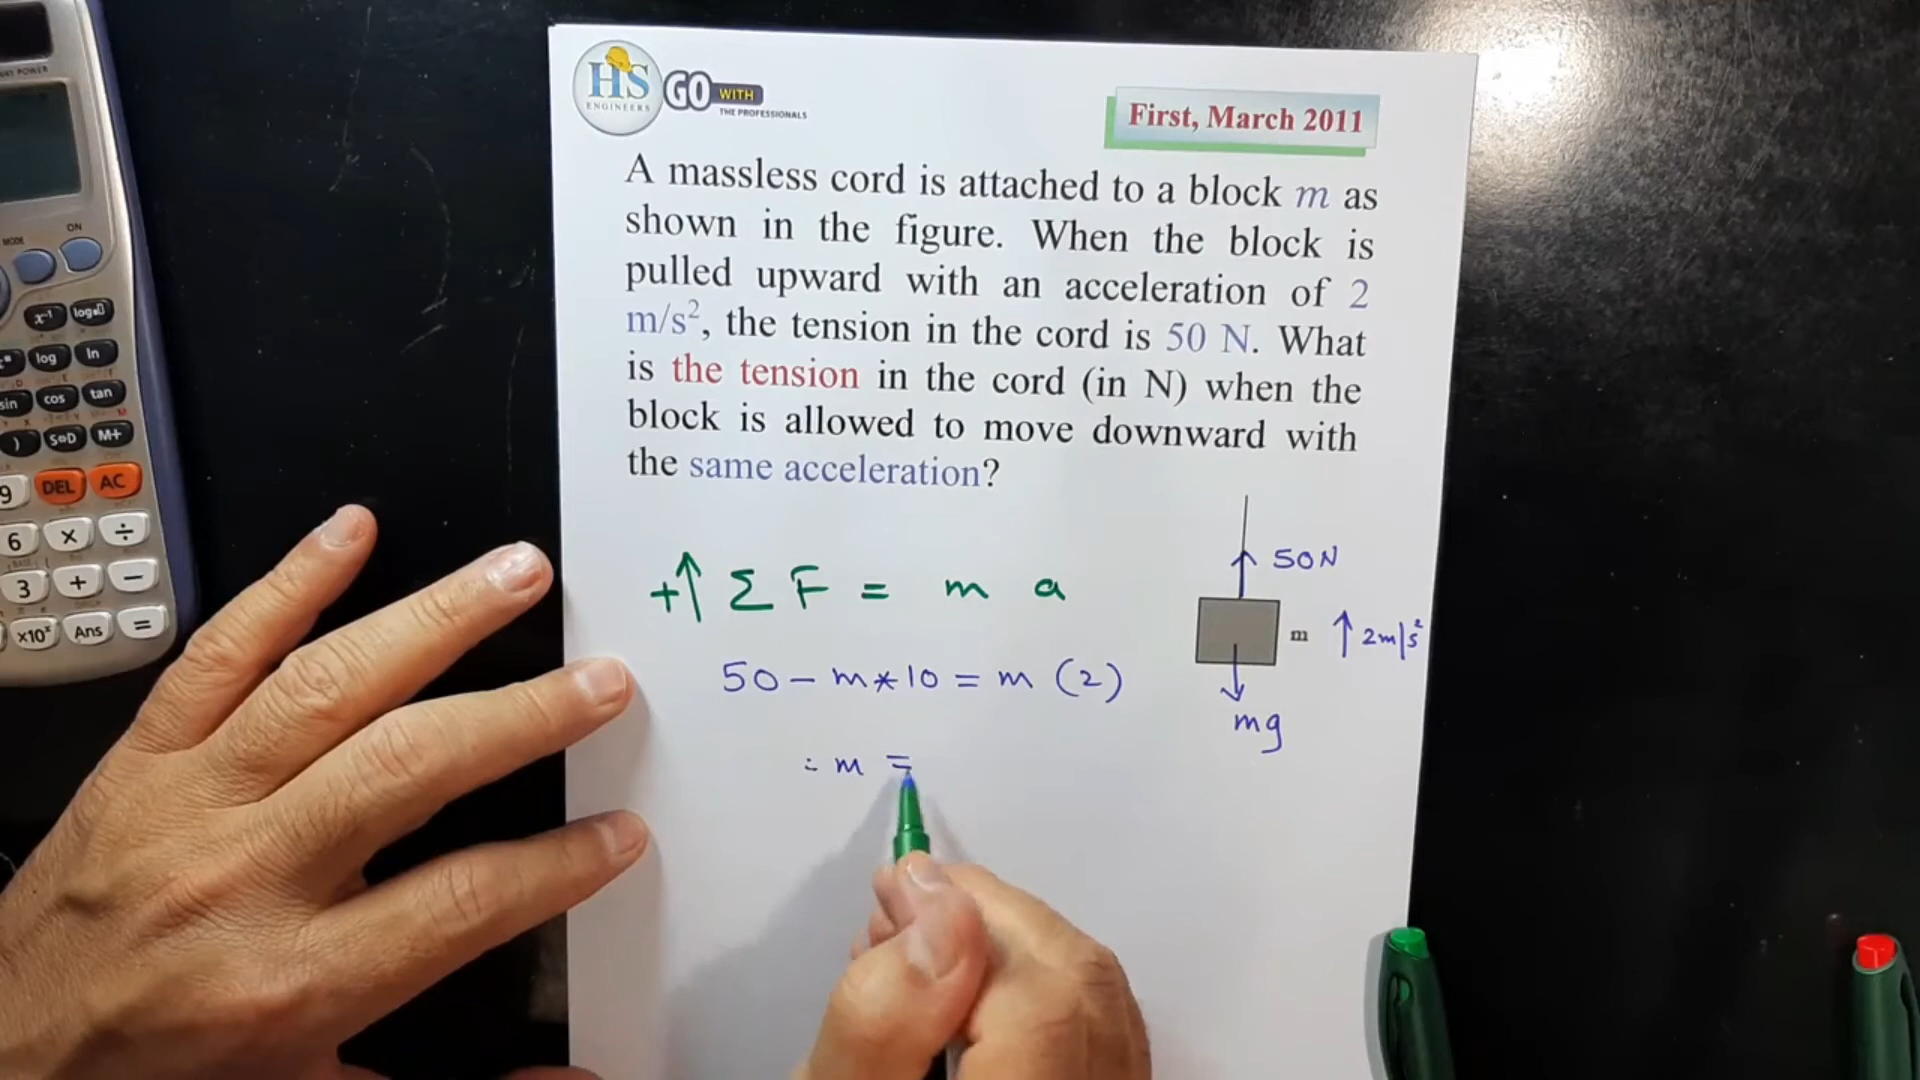 HS
ENGINEERS
GO WITH
THE PROFESSIONALS
First, March 2011
A massless cord is attached to a block m as
shown in the figure. When the block is
pulled upward with an acceleration of 2
m/s², the tension in the cord is 50 N. What
is the tension in the cord (in N) when the
block is allowed to move downward with
the same acceleration?
+↑ Σ F = m a
50 - m*10 = m (2)
: m =
50N
m = ↑ 2m/s²
mg
POWER
MODE
ON
x⁻¹
log
ln
sin
cos
tan
)
S⇔D
M+
9
DEL
AC
6
×
÷
3
+
−
×10ˣ
Ans
=